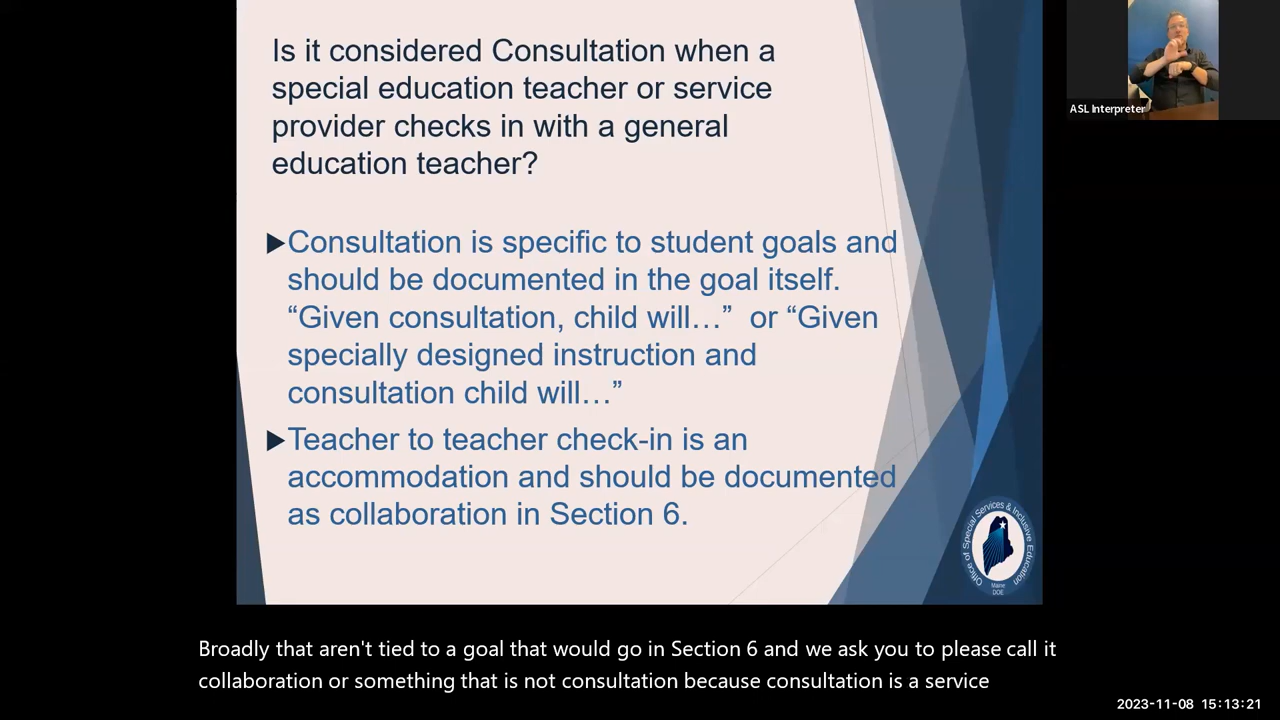 Is it considered Consultation when a
special education teacher or service
provider checks in with a general
education teacher?
▶Consultation is specific to student goals and
should be documented in the goal itself.
“Given consultation, child will…”  or “Given
specially designed instruction and
consultation child will…”
▶Teacher to teacher check-in is an
accommodation and should be documented
as collaboration in Section 6.
ASL Interpreter
Office of Special Services & Inclusive Education
Maine
DOE
Broadly that aren't tied to a goal that would go in Section 6 and we ask you to please call it
collaboration or something that is not consultation because consultation is a service
2023-11-08 15:13:21